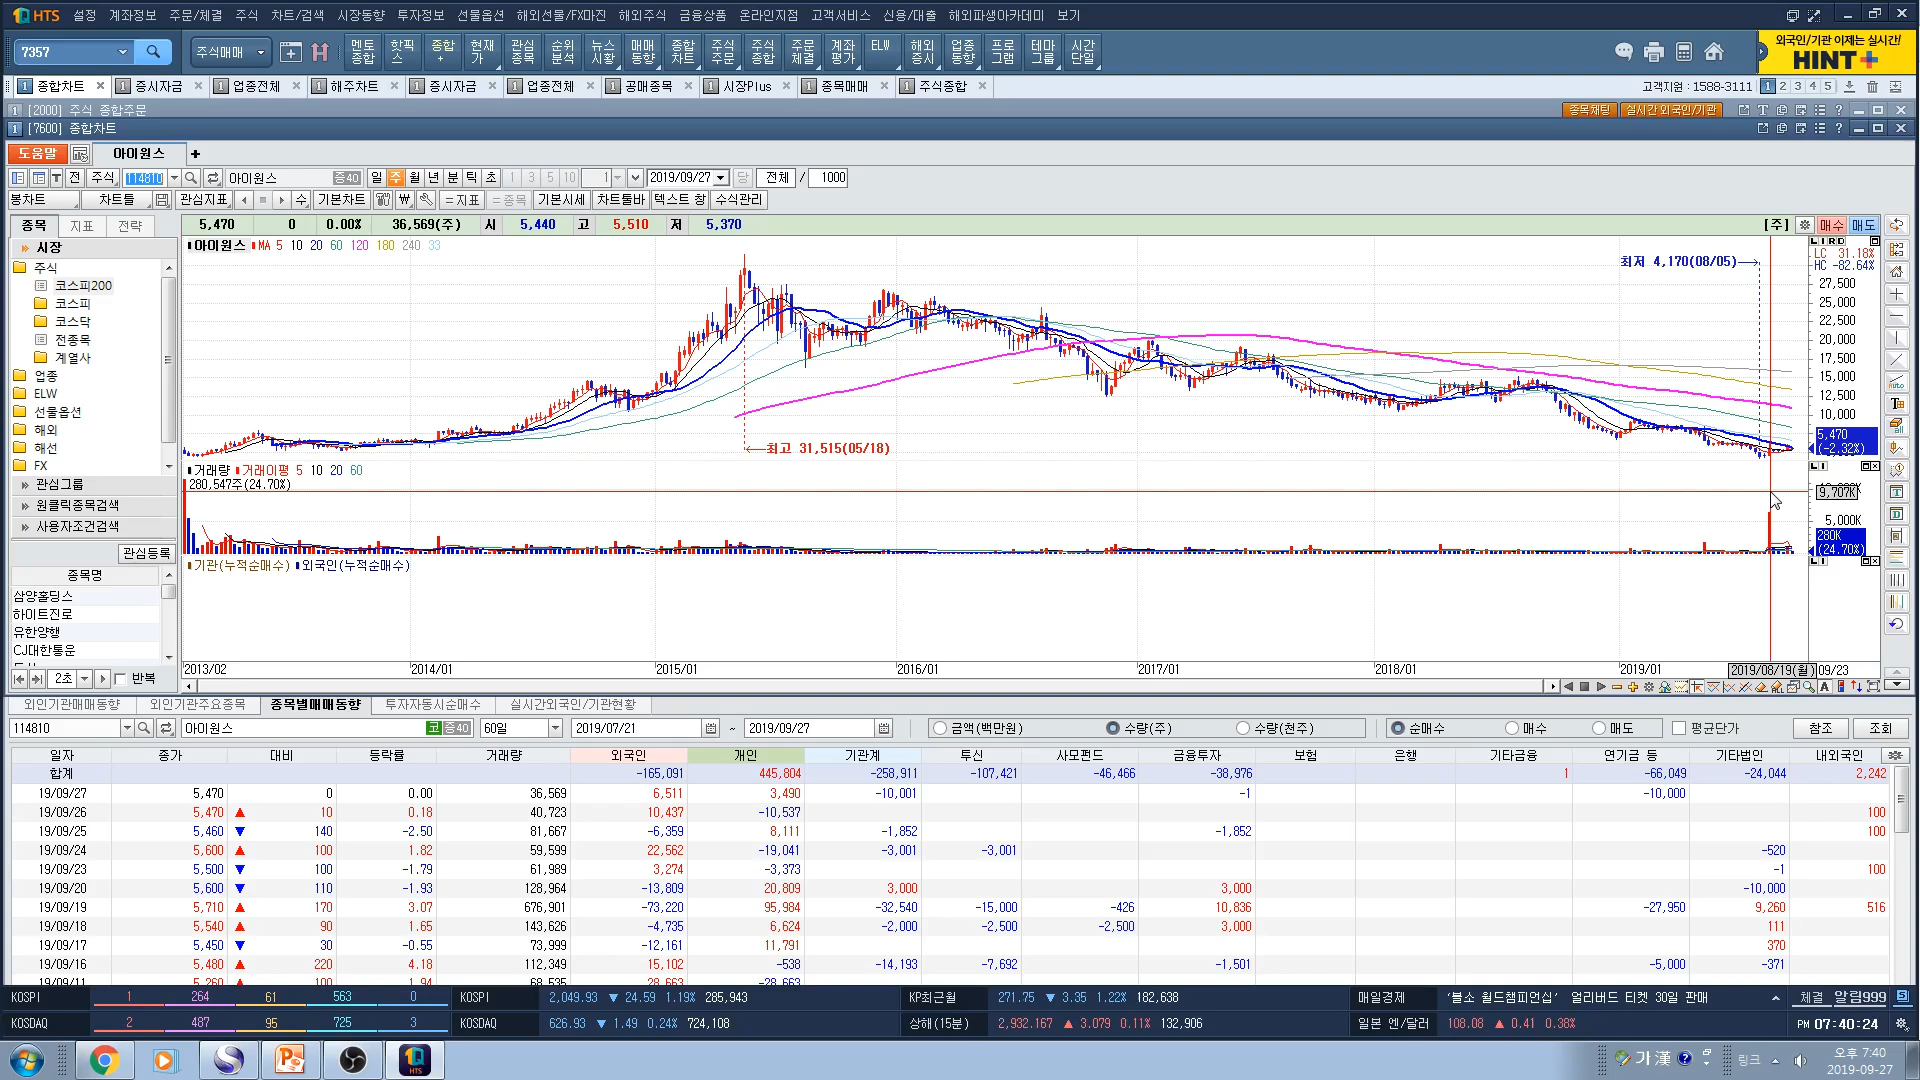 HTS 설정 계좌정보 주문/체결 주식 차트/검색 시장동향 투자정보 선물옵션 해외선물/FX마진 해외주식 금융상품 온라인지점 고객서비스 신용/대출 해외파생아카데미 보기
7357 주식매매 멘토종합 핫픽스 종합+ 현재가 관심종목 순위분석 뉴스시황 매매동향 종합차트 주식주문 주식종합 주문체결 계좌평가 ELW 해외증시 업종동향 프로그램 테마그룹 시간단일
외국인/기관 이제는 실시간!
HINT+
1 종합차트 1 증시자금 1 업종전체 1 해주차트 1 증시자금 1 업종전체 1 공매종목 1 시장Plus 1 종목매매 1 주식종합 고객지원 : 1588-3111 1 2 3 4 5
1 [2000] 주식 종합주문 종목채팅 실시간 외국인/기관
1 [7600] 종합차트
도움말 아이원스 +
T 전 주식 114810 아이원스 증40 일 주 월 년 분 틱 초 1 3 5 10 1 2019/09/27 당 전체 / 1000
봉차트 차트틀 관심지표 수 기본차트 =지표 =종목 기본시세 차트툴바 텍스트 창 수식관리
종목 지표 전략 5,470 0 0.00% 36,569(주) 시 5,440 고 5,510 저 5,370 [주] 매수 매도
시장
주식
코스피200
코스피
코스닥
전종목
계열사
업종
ELW
선물옵션
해외
해선
FX
관심그룹
원클릭종목검색
사용자조건검색
관심등록
종목명
삼양홀딩스
하이트진로
유한양행
CJ대한통운
2초 반복
아이원스 MA 5 10 20 60 120 180 240 33
최저 4,170(08/05)
최고 31,515(05/18)
LC 31.18%
HC -82.64%
27,500
25,000
22,500
20,000
17,500
15,000
12,500
10,000
5,470
(-2.32%)
거래량 거래이평 5 10 20 60
280,547주(24.70%)
9,707K
5,000K
280K
(24.70%)
기관(누적순매수) 외국인(누적순매수)
2013/02 2014/01 2015/01 2016/01 2017/01 2018/01 2019/01 2019/08/19(월) 09/23
외인기관매매동향 외인기관주요종목 종목별매매동향 투자자동시순매수 실시간외국인/기관현황
114810 아이원스 코 증40 60일 2019/07/21 ~ 2019/09/27 금액(백만원) 수량(주) 수량(천주) 순매수 매수 매도 평균단가 참조 조회
일자 종가 대비 등락률 거래량 외국인 개인 기관계 투신 사모펀드 금융투자 보험 은행 기타금융 연기금 등 기타법인 내외국인
합계 -165,091 445,804 -258,911 -107,421 -46,466 -38,976 1 -66,049 -24,044 2,242
19/09/27 5,470 0 0.00 36,569 6,511 3,490 -10,001 -1 -10,000
19/09/26 5,470 ▲ 10 0.18 40,723 10,437 -10,537 100
19/09/25 5,460 ▼ 140 -2.50 81,667 -6,359 8,111 -1,852 -1,852 100
19/09/24 5,600 ▲ 100 1.82 59,599 22,562 -19,041 -3,001 -3,001 -520
19/09/23 5,500 ▼ 100 -1.79 61,989 3,274 -3,373 -1 100
19/09/20 5,600 ▼ 110 -1.93 128,964 -13,809 20,809 3,000 3,000 -10,000
19/09/19 5,710 ▲ 170 3.07 676,901 -73,220 95,984 -32,540 -15,000 -426 10,836 -27,950 9,260 516
19/09/18 5,540 ▲ 90 1.65 143,626 -4,735 6,624 -2,000 -2,500 -2,500 3,000 111
19/09/17 5,450 ▼ 30 -0.55 73,999 -12,161 11,791 370
19/09/16 5,480 ▲ 220 4.18 112,349 15,102 -538 -14,193 -7,692 -1,501 -5,000 -371
19/09/11 5,260 ▲ 100 1.94 68,535 28,663 -28,663
KOSPI 1 264 61 563 0 KOSPI 2,049.93 ▼ 24.59 1.19% 285,943 KP최근월 271.75 ▼ 3.35 1.22% 182,638 매일경제 '불소 월드챔피언십' 얼리버드 티켓 30일 판매 체결 알림999
KOSDAQ 2 487 95 725 3 KOSDAQ 626.93 ▼ 1.49 0.24% 724,108 상해(15분) 2,932.167 ▲ 3.079 0.11% 132,906 일본 엔/달러 108.08 ▲ 0.41 0.38% PM 07:40:24
HTS 가 漢 링크 오후 7:40
2019-09-27